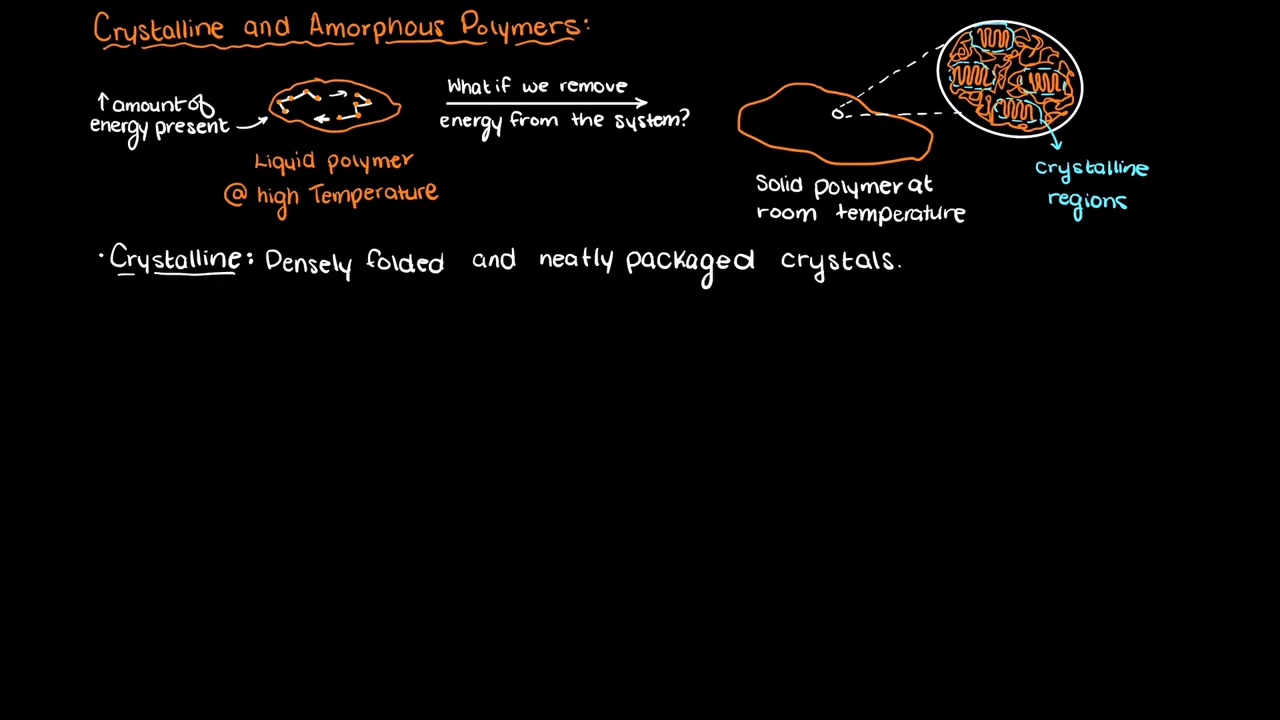 Crystalline and Amorphous Polymers:
↑ amount of
energy present
Liquid polymer
@ high Temperature
What if we remove
energy from the system?
Solid polymer at
room temperature
crystalline
regions
· Crystalline: Densely folded and neatly packaged crystals.